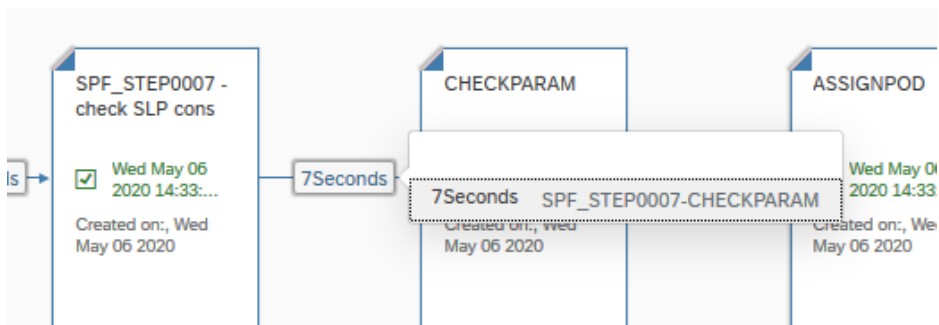 SPF_STEP0007 -
check SLP cons
Wed May 06
2020 14:33:...
Created on:, Wed
May 06 2020
7Seconds
CHECKPARAM
7Seconds SPF_STEP0007-CHECKPARAM
Created on:, Wed
May 06 2020
ASSIGNPOD
Wed May 0
2020 14:33:
Created on:, We
May 06 2020